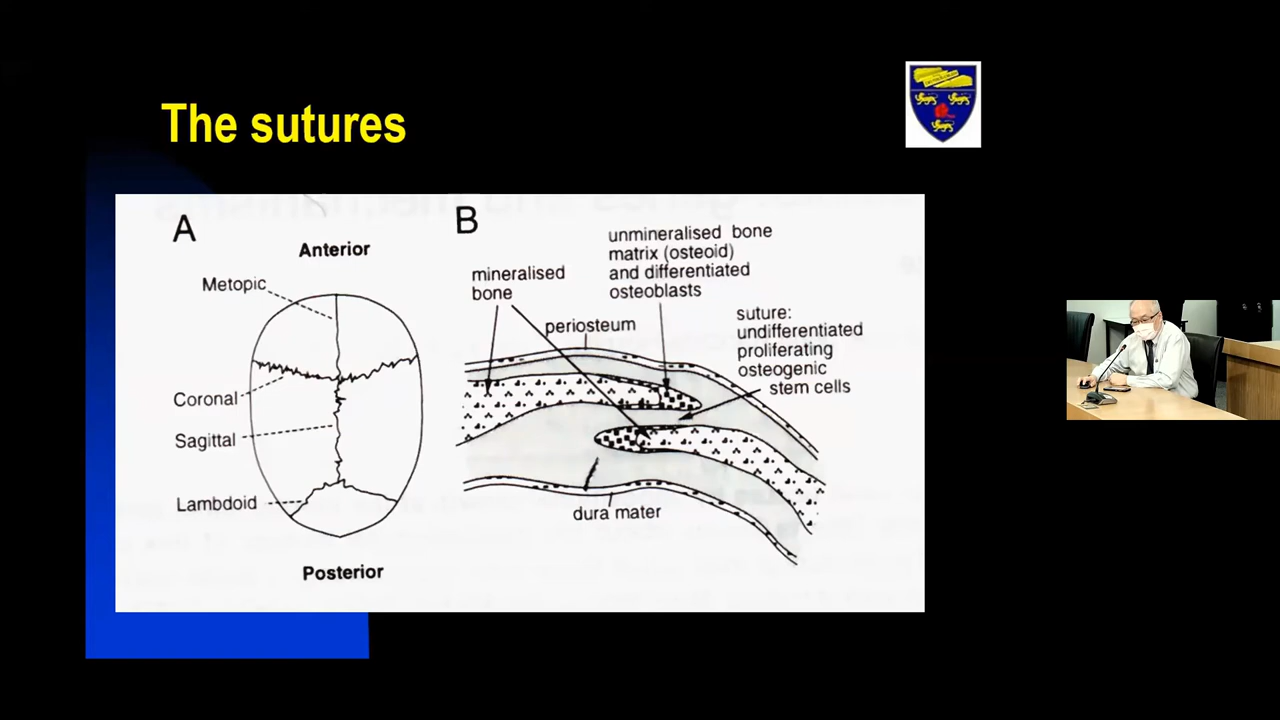 The sutures
A
Anterior
Metopic
Coronal
Sagittal
Lambdoid
Posterior
B
mineralised
bone
unmineralised bone
matrix (osteoid)
and differentiated
osteoblasts
periosteum
suture:
undifferentiated
proliferating
osteogenic
stem cells
dura mater